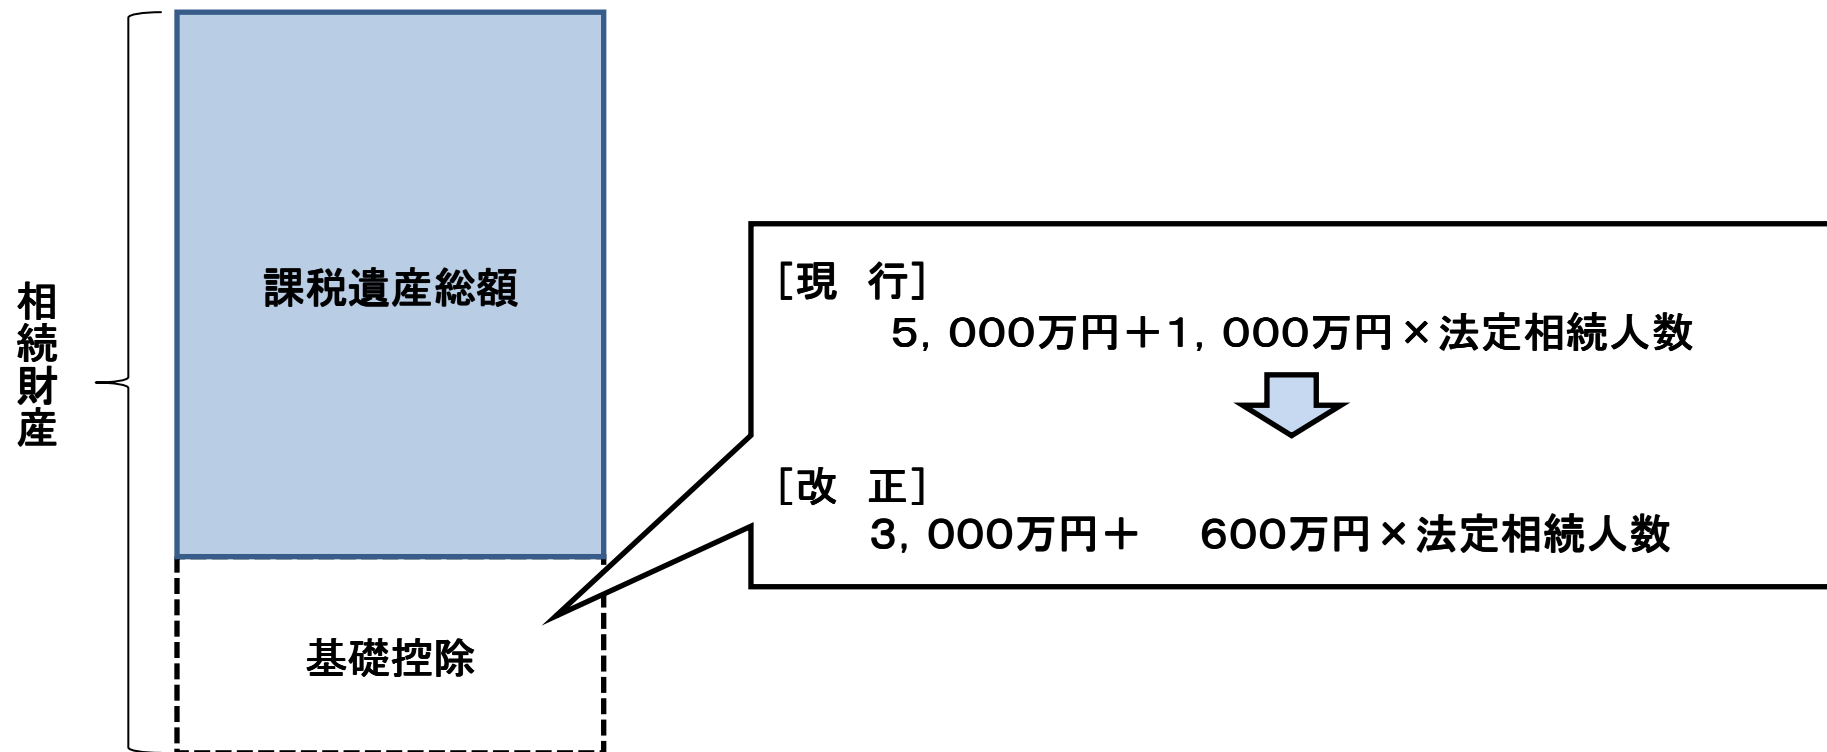 相続財産
課税遺産総額
基礎控除
[現　行]
５，０００万円＋１，０００万円×法定相続人数
[改　正]
３，０００万円＋　６００万円×法定相続人数